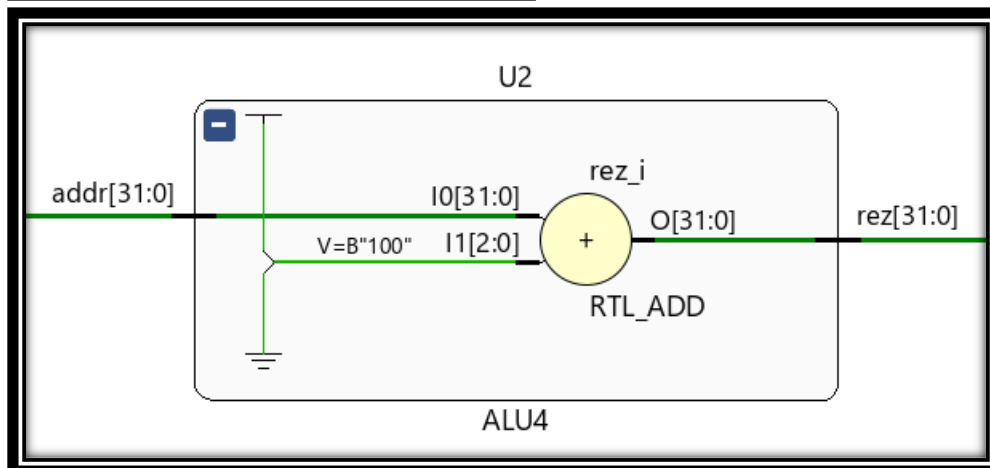 U2
addr[31:0]
I0[31:0]
rez_i
V=B"100"
I1[2:0]
+
O[31:0]
rez[31:0]
RTL_ADD
ALU4